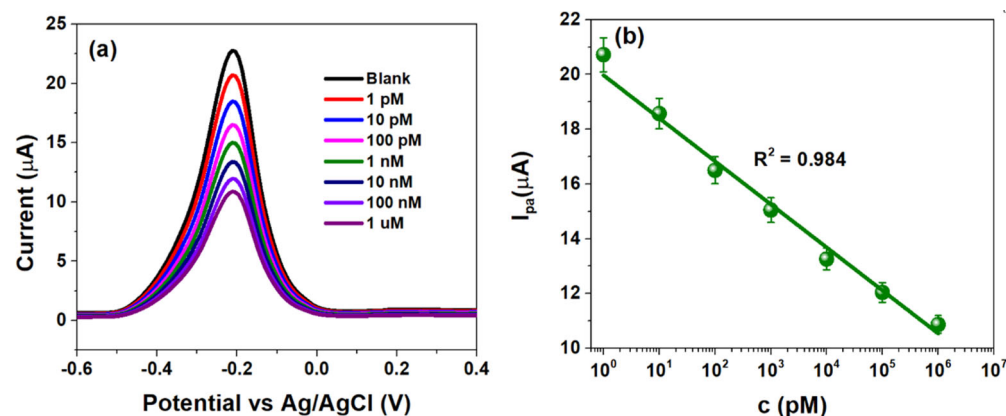 (a)
25
20
15
10
5
0
Current (μA)
Blank
1 pM
10 pM
100 pM
1 nM
10 nM
100 nM
1 uM
-0.6 -0.4 -0.2 0.0 0.2 0.4
Potential vs Ag/AgCl (V)
(b)
22
20
18
16
14
12
10
I_pa(μA)
R² = 0.984
10⁰ 10¹ 10² 10³ 10⁴ 10⁵ 10⁶ 10⁷
c (pM)